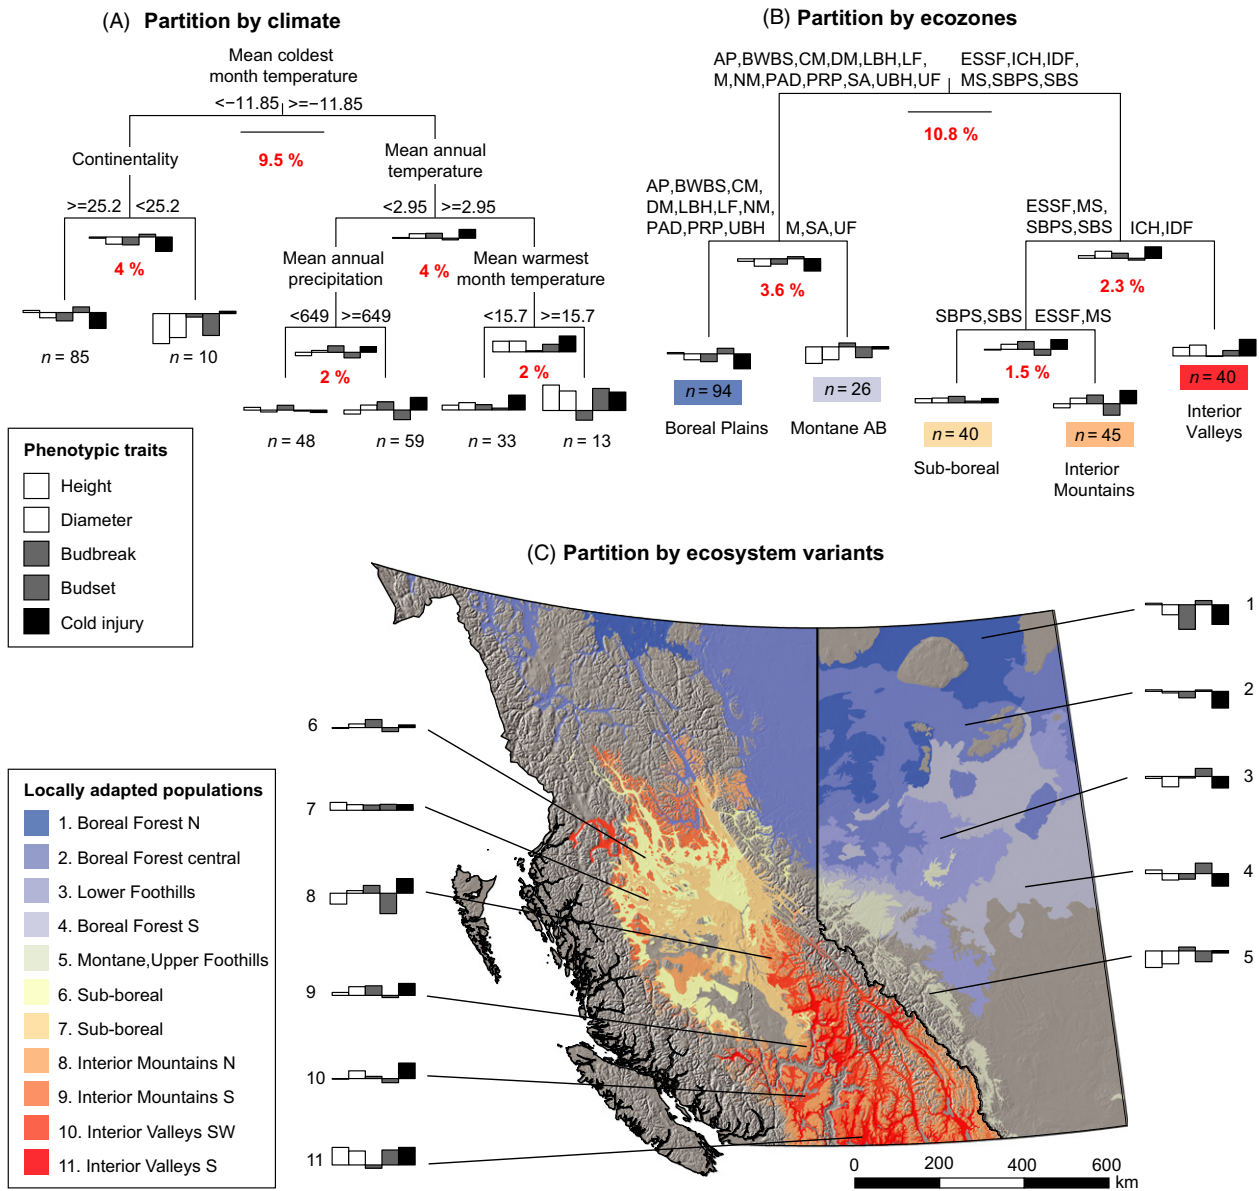 (A) Partition by climate
Mean coldest
month temperature
<−11.85 >=−11.85
9.5 %
Continentality
>=25.2 <25.2
4 %
n = 85
n = 10
Mean annual
temperature
<2.95 >=2.95
4 %
Mean annual
precipitation
<649 >=649
2 %
n = 48
n = 59
Mean warmest
month temperature
<15.7 >=15.7
2 %
n = 33
n = 13
(B) Partition by ecozones
AP,BWBS,CM,DM,LBH,LF,
M,NM,PAD,PRP,SA,UBH,UF
ESSF,ICH,IDF,
MS,SBPS,SBS
10.8 %
AP,BWBS,CM,
DM,LBH,LF,NM,
PAD,PRP,UBH
M,SA,UF
3.6 %
n = 94
Boreal Plains
n = 26
Montane AB
ESSF,MS,
SBPS,SBS
ICH,IDF
2.3 %
SBPS,SBS
ESSF,MS
1.5 %
n = 40
Sub-boreal
n = 45
Interior
Mountains
n = 40
Interior
Valleys
Phenotypic traits
Height
Diameter
Budbreak
Budset
Cold injury
(C) Partition by ecosystem variants
1
2
3
4
5
6
7
8
9
10
11
Locally adapted populations
1. Boreal Forest N
2. Boreal Forest central
3. Lower Foothills
4. Boreal Forest S
5. Montane,Upper Foothills
6. Sub-boreal
7. Sub-boreal
8. Interior Mountains N
9. Interior Mountains S
10. Interior Valleys SW
11. Interior Valleys S
0 200 400 600
km